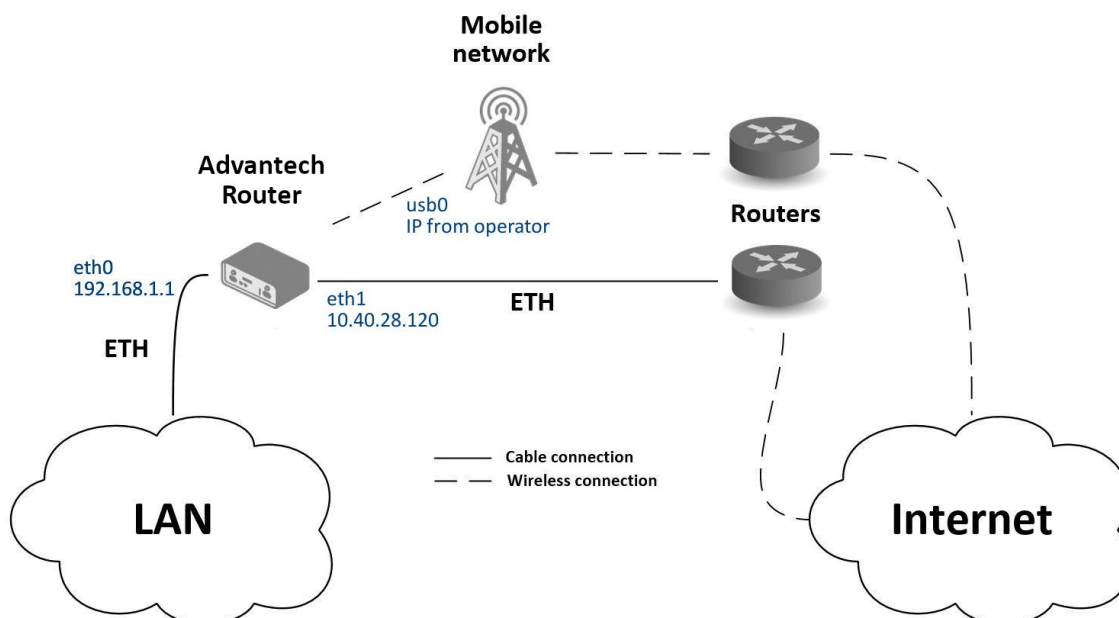 Mobile
network
Advantech
Router
usb0
IP from operator
Routers
eth0
192.168.1.1
eth1
10.40.28.120
ETH
ETH
Cable connection
Wireless connection
LAN
Internet